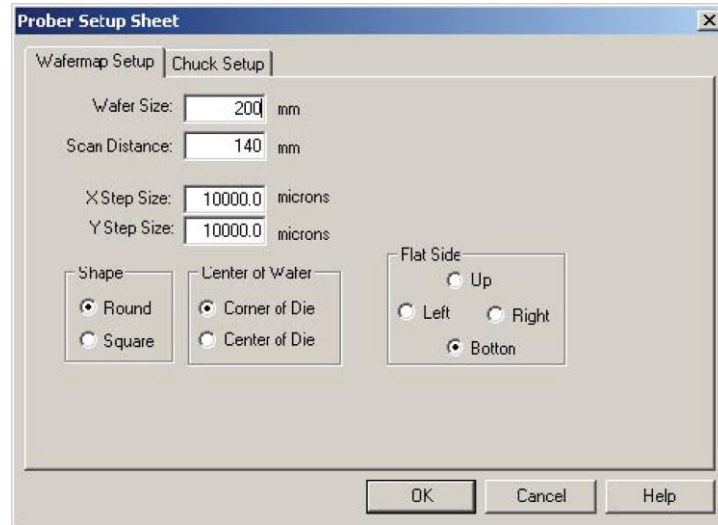 Prober Setup Sheet
Wafermap Setup Chuck Setup
Wafer Size: 200 mm
Scan Distance: 140 mm
X Step Size: 10000.0 microns
Y Step Size: 10000.0 microns
Shape
Round
Square
Center of Wafer
Corner of Die
Center of Die
Flat Side
Up
Left Right
Botton
OK Cancel Help